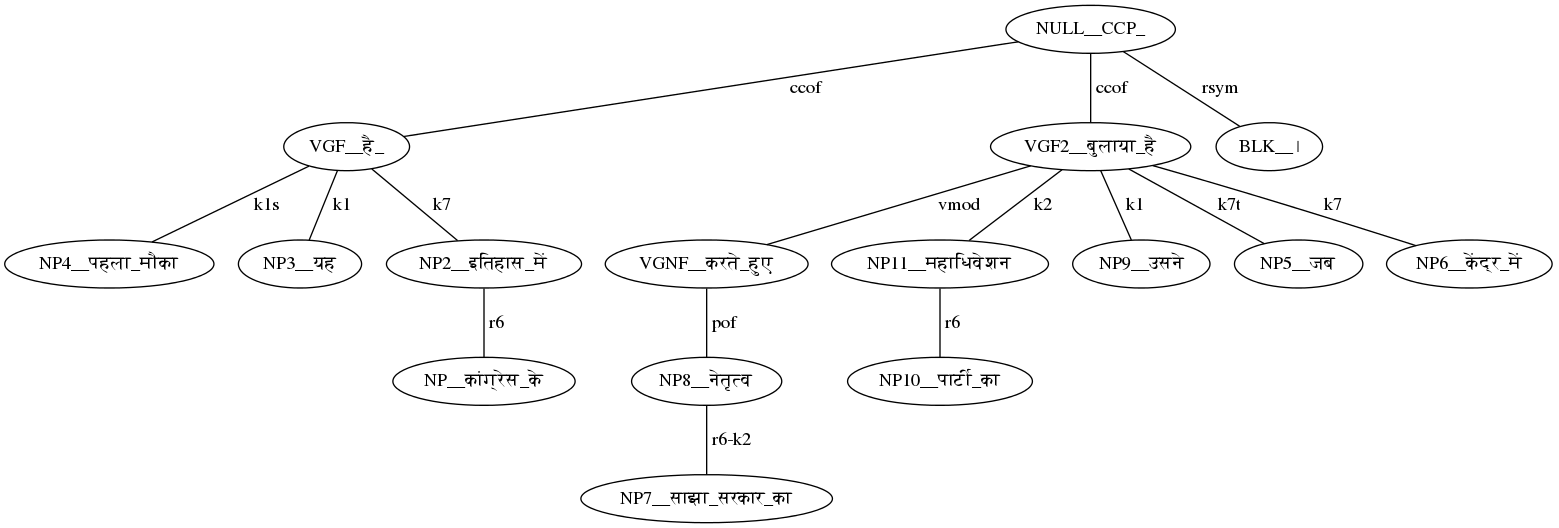 NULL__CCP_
ccof
ccof
rsym
VGF__है_
VGF2__बुलाया_है
BLK__।
k1s
k1
k7
vmod
k2
k1
k7t
k7
NP4__पहला_मौका
NP3__यह
NP2__इतिहास_में
VGNF__करते_हुए
NP11__महाधिवेशन
NP9__उसने
NP5__जब
NP6__केंद्र_में
r6
pof
r6
NP__कांग्रेस_के
NP8__नेतृत्व
NP10__पार्टी_का
r6-k2
NP7__साझा_सरकार_का